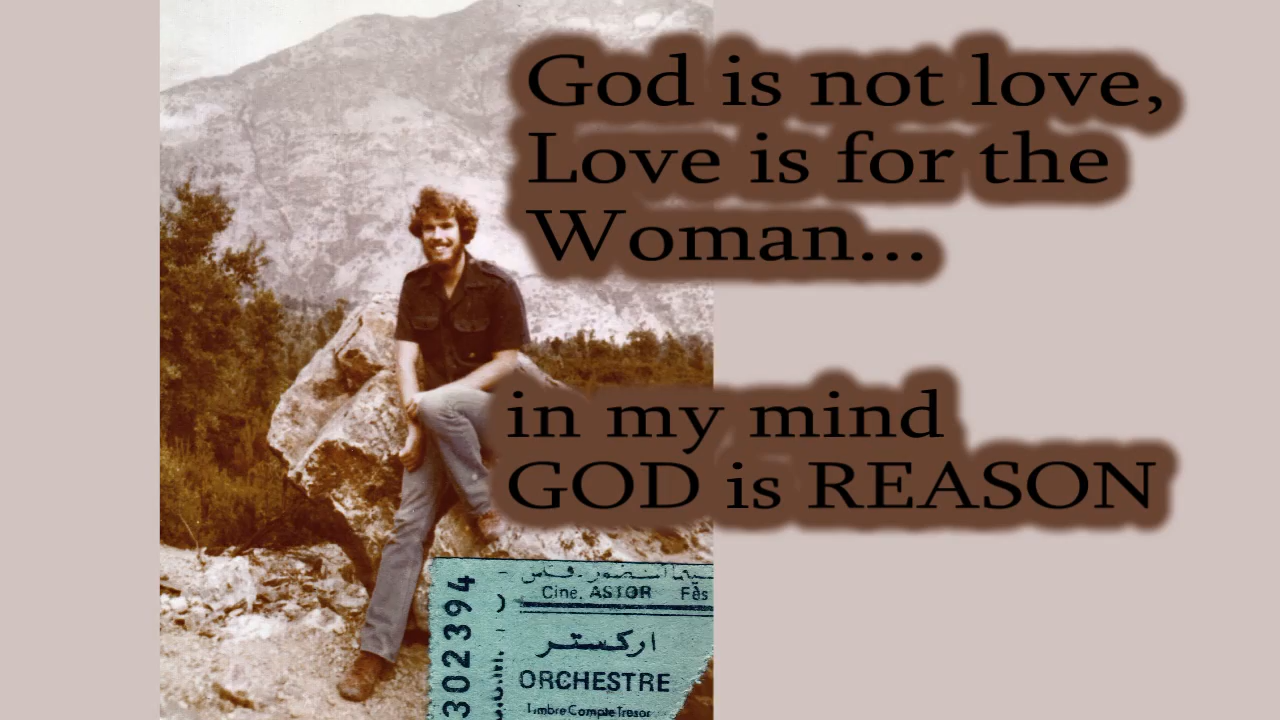 God is not love,
Love is for the
Woman...
in my mind
GOD is REASON
302394
Ciné. ASTOR Fès
اركستر
ORCHESTRE
Timbre Compte Tresor